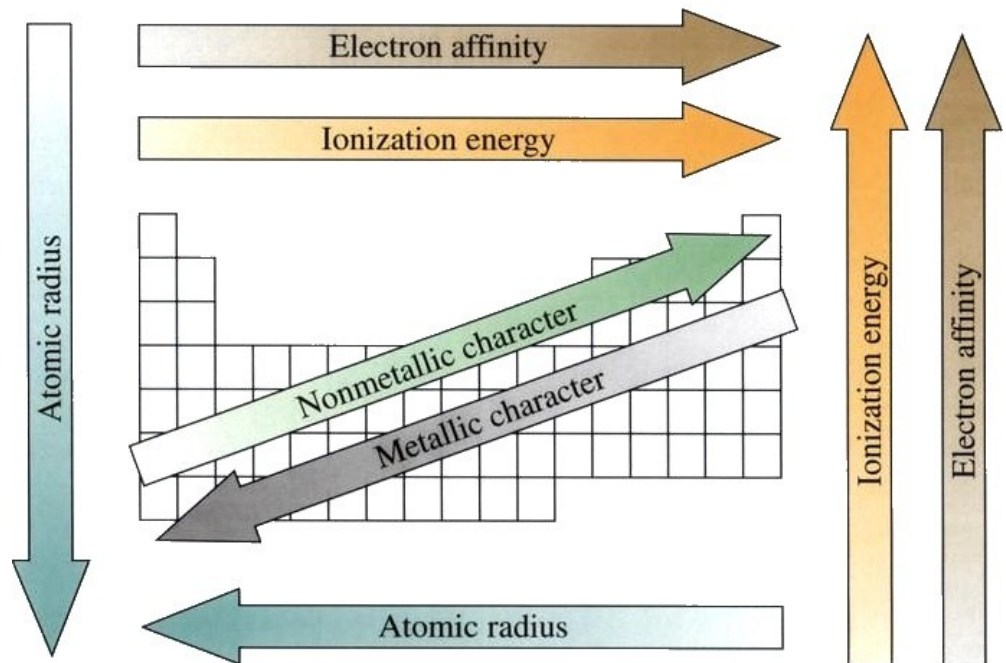 Electron affinity
Ionization energy
Atomic radius
Nonmetallic character
Metallic character
Ionization energy
Electron affinity
Atomic radius